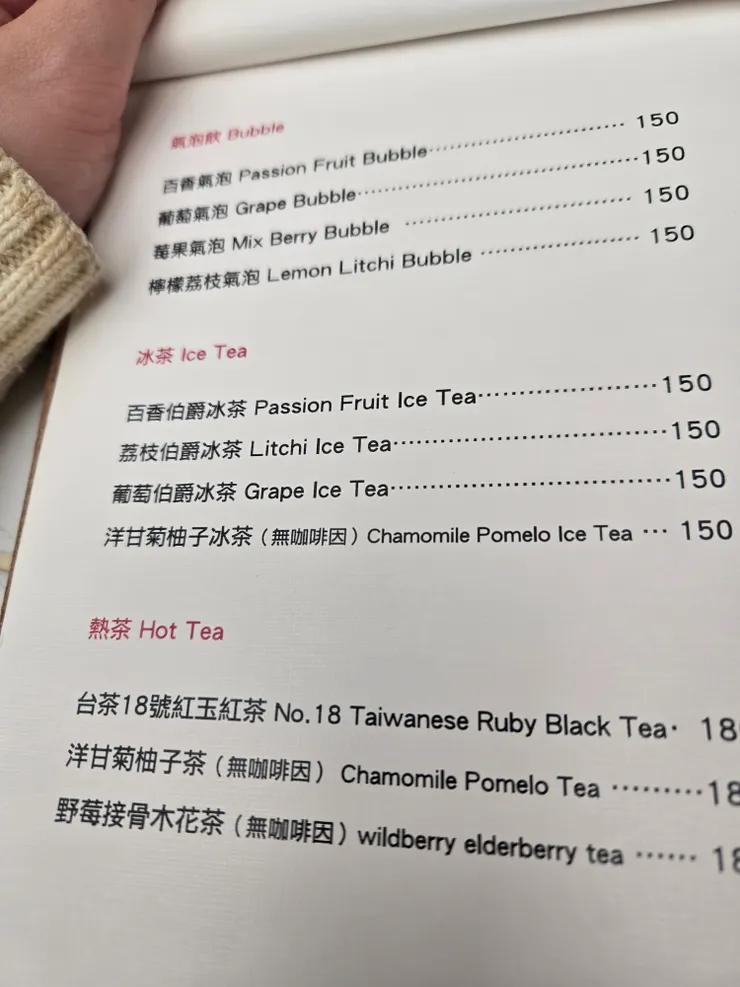 氣泡飲 Bubble
百香氣泡 Passion Fruit Bubble 150
葡萄氣泡 Grape Bubble 150
莓果氣泡 Mix Berry Bubble 150
檸檬荔枝氣泡 Lemon Litchi Bubble 150
冰茶 Ice Tea
百香伯爵冰茶 Passion Fruit Ice Tea 150
荔枝伯爵冰茶 Litchi Ice Tea 150
葡萄伯爵冰茶 Grape Ice Tea 150
洋甘菊柚子冰茶（無咖啡因）Chamomile Pomelo Ice Tea 150
熱茶 Hot Tea
台茶18號紅玉紅茶 No.18 Taiwanese Ruby Black Tea
洋甘菊柚子茶（無咖啡因） Chamomile Pomelo Tea
野莓接骨木花茶（無咖啡因）wildberry elderberry tea